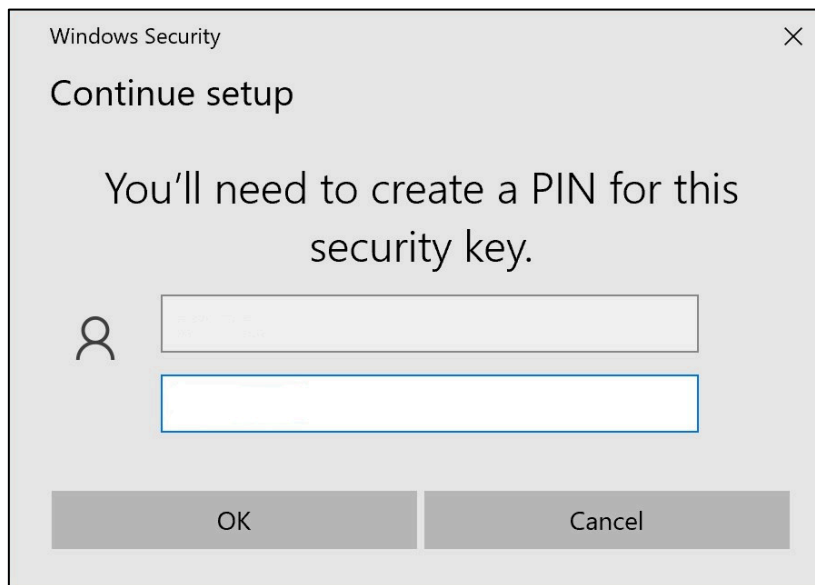 Windows Security
Continue setup
You’ll need to create a PIN for this
security key.
OK
Cancel